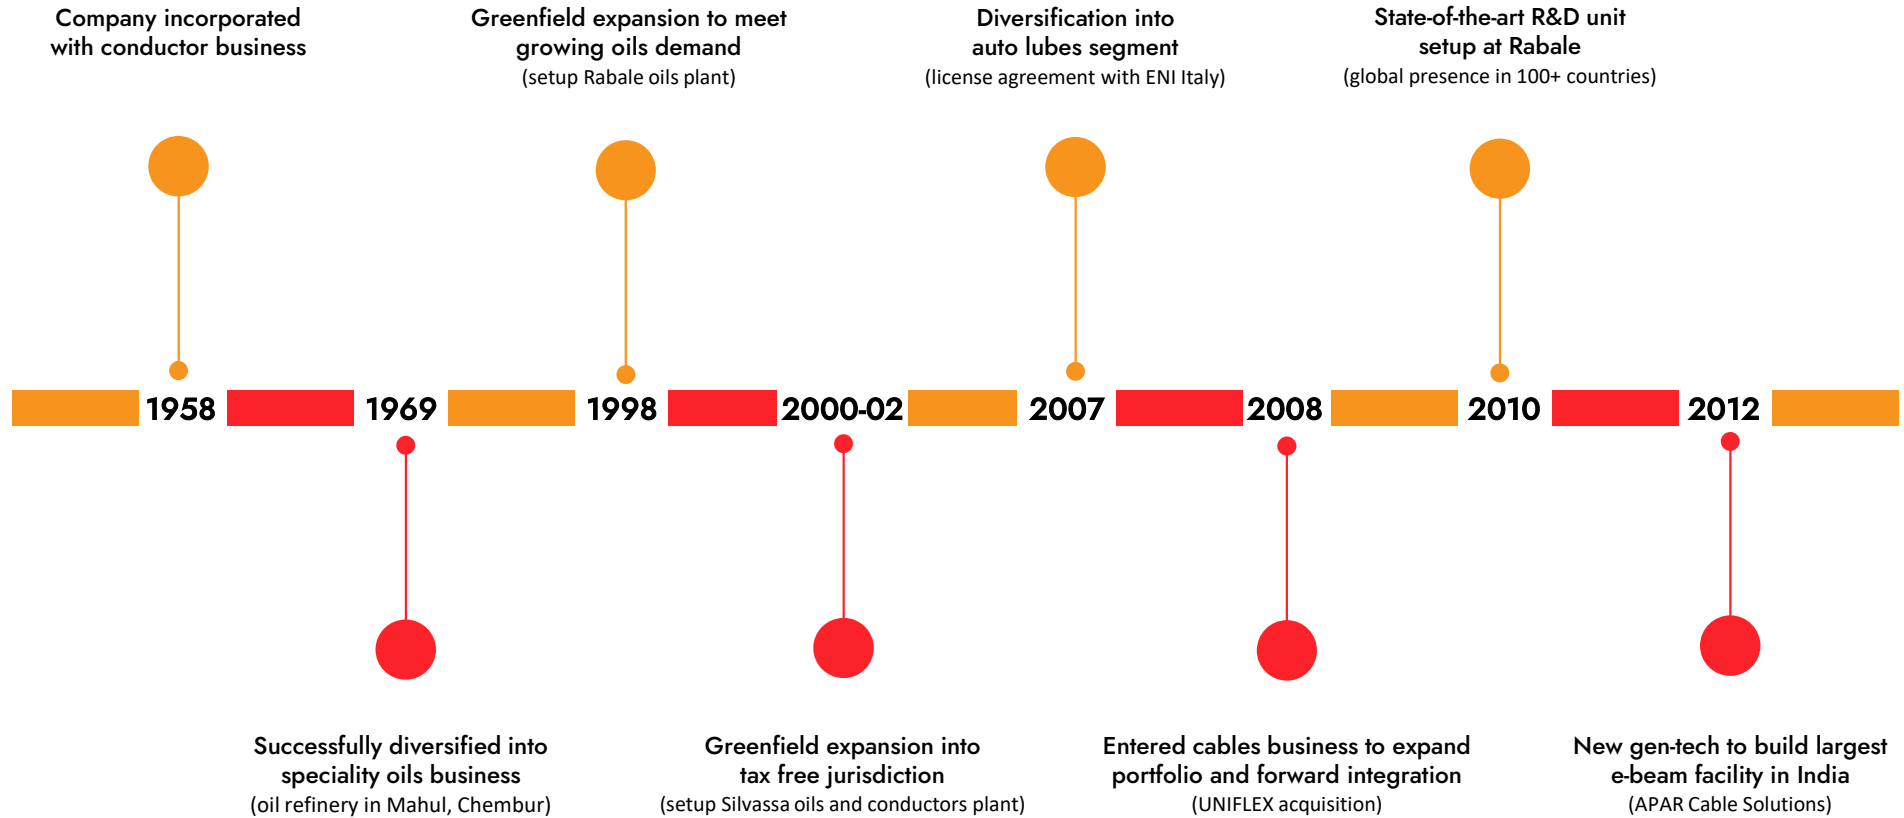 Company incorporated
with conductor business
Greenfield expansion to meet
growing oils demand
(setup Rabale oils plant)
Diversification into
auto lubes segment
(license agreement with ENI Italy)
State-of-the-art R&D unit
setup at Rabale
(global presence in 100+ countries)
1958
1969
1998
2000-02
2007
2008
2010
2012
Successfully diversified into
speciality oils business
(oil refinery in Mahul, Chembur)
Greenfield expansion into
tax free jurisdiction
(setup Silvassa oils and conductors plant)
Entered cables business to expand
portfolio and forward integration
(UNIFLEX acquisition)
New gen-tech to build largest
e-beam facility in India
(APAR Cable Solutions)